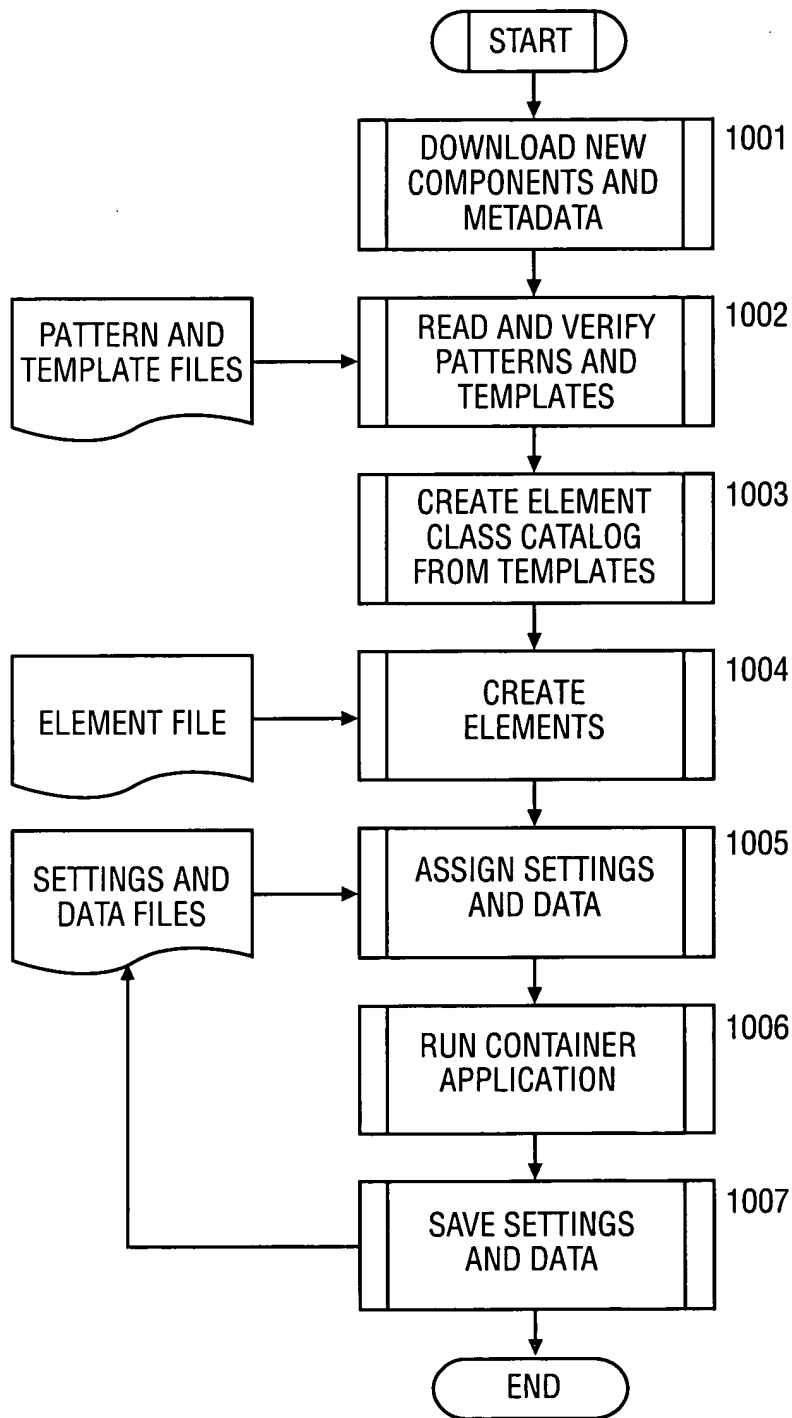 START
DOWNLOAD NEW
COMPONENTS AND
METADATA
1001
PATTERN AND
TEMPLATE FILES
READ AND VERIFY
PATTERNS AND
TEMPLATES
1002
CREATE ELEMENT
CLASS CATALOG
FROM TEMPLATES
1003
ELEMENT FILE
CREATE
ELEMENTS
1004
SETTINGS AND
DATA FILES
ASSIGN SETTINGS
AND DATA
1005
RUN CONTAINER
APPLICATION
1006
SAVE SETTINGS
AND DATA
1007
END